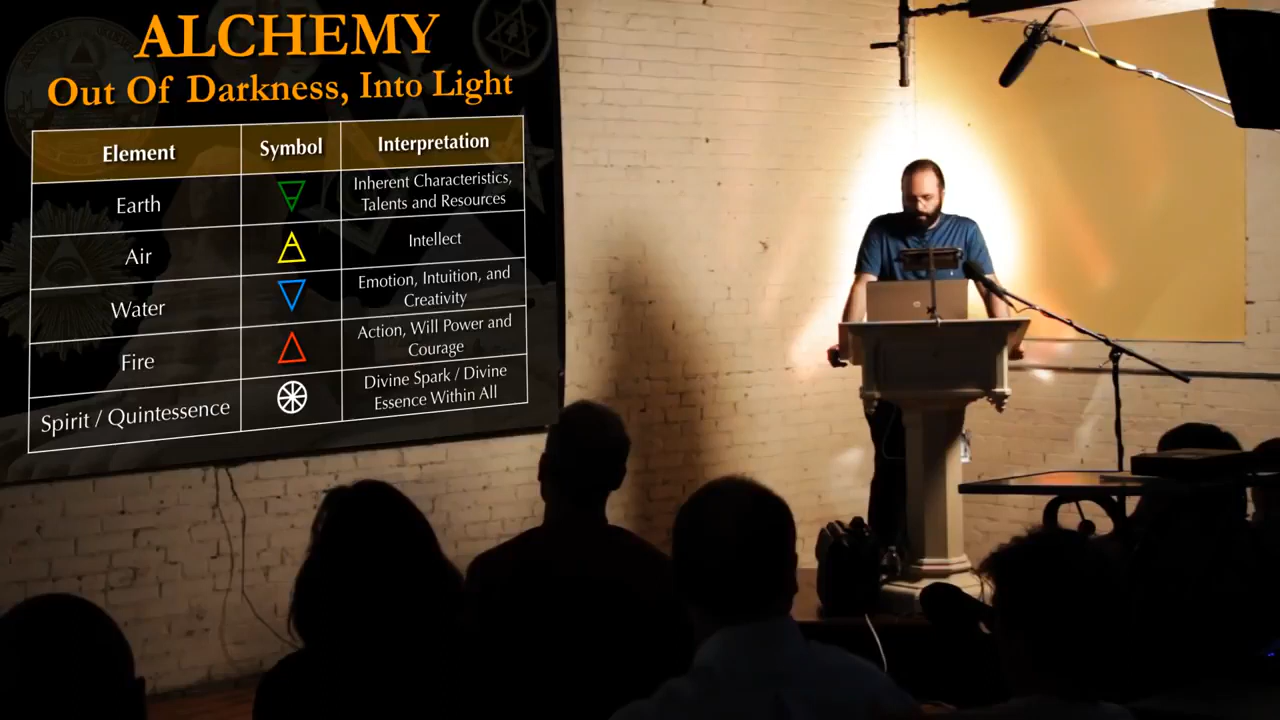 ALCHEMY
Out Of Darkness, Into Light
Element Symbol Interpretation
Earth
Inherent Characteristics,
Talents and Resources
Air
Intellect
Water
Emotion, Intuition, and
Creativity
Fire
Action, Will Power and
Courage
Spirit / Quintessence
Divine Spark / Divine
Essence Within All